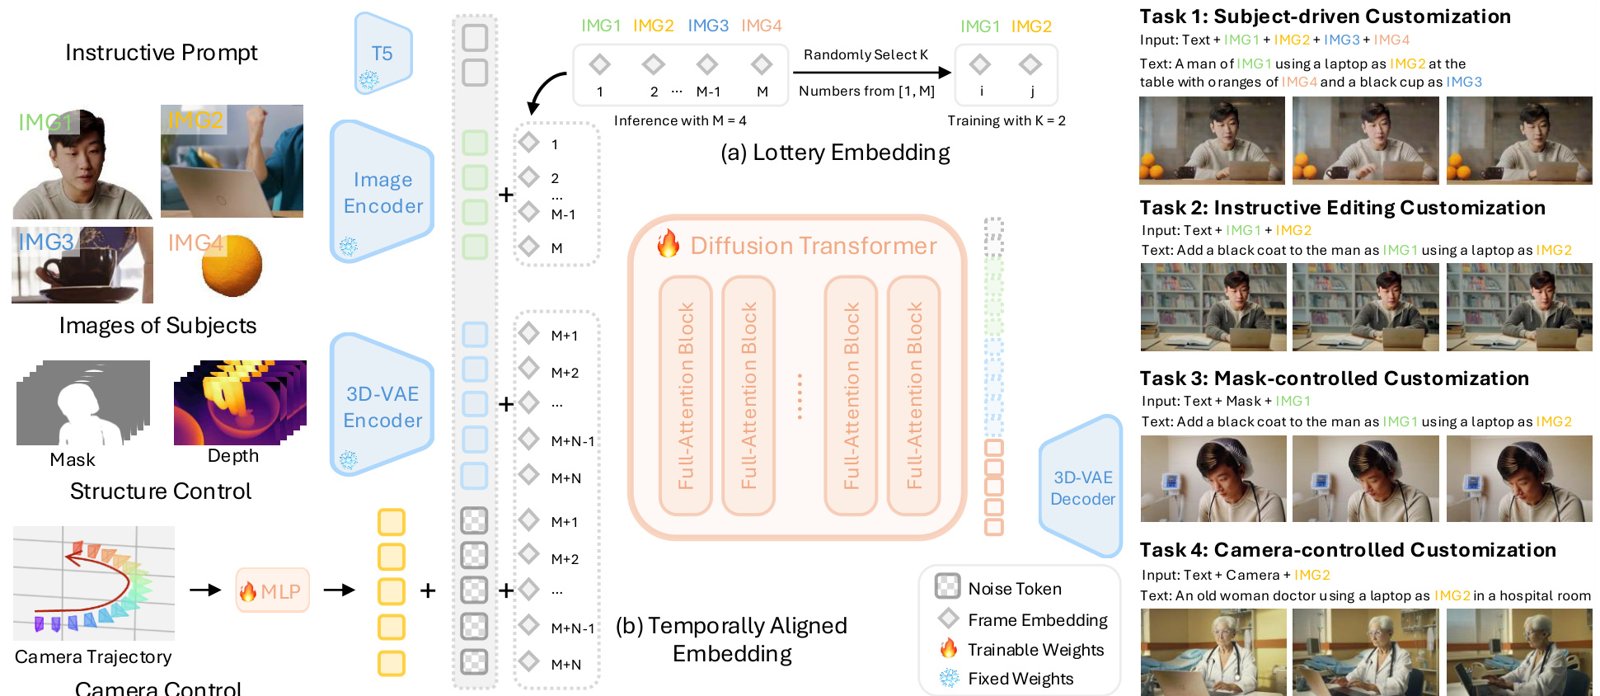 Instructive Prompt
IMG1
IMG2
IMG3
IMG4
Images of Subjects
Mask
Depth
Structure Control
Camera Trajectory
Camera Control
T5
Image
Encoder
3D-VAE
Encoder
MLP
IMG1 IMG2 IMG3 IMG4
1 2 ... M-1 M
Inference with M = 4
Randomly Select K
Numbers from [1, M]
IMG1 IMG2
i j
Training with K = 2
(a) Lottery Embedding
+
1
2
...
M-1
M
+
M+1
M+2
...
M+N-1
M+N
+
+
M+1
M+2
...
M+N-1
M+N
(b) Temporally Aligned
Embedding
Diffusion Transformer
Full-Attention Block
Full-Attention Block
Full-Attention Block
Full-Attention Block
3D-VAE
Decoder
Noise Token
Frame Embedding
Trainable Weights
Fixed Weights
Task 1: Subject-driven Customization
Input: Text + IMG1 + IMG2 + IMG3 + IMG4
Text: A man of IMG1 using a laptop as IMG2 at the
table with oranges of IMG4 and a black cup as IMG3
Task 2: Instructive Editing Customization
Input: Text + IMG1 + IMG2
Text: Add a black coat to the man as IMG1 using a laptop as IMG2
Task 3: Mask-controlled Customization
Input: Text + Mask + IMG1
Text: Add a black coat to the man as IMG1 using a laptop as IMG2
Task 4: Camera-controlled Customization
Input: Text + Camera + IMG2
Text: An old woman doctor using a laptop as IMG2 in a hospital room